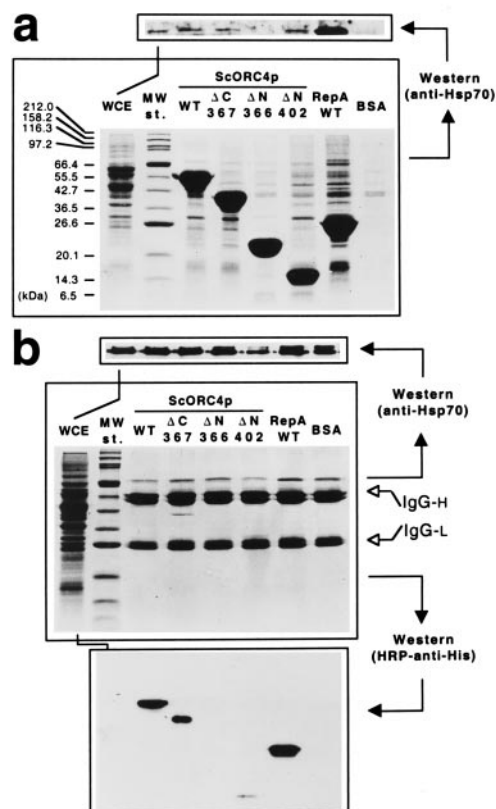 a
Western
(anti-Hsp70)
ScORC4p
WCE
MW
st.
WT
ΔC
367
ΔN
366
ΔN
402
RepA
WT
BSA
212.0
158.2
116.3
97.2
66.4
55.5
42.7
36.5
26.6
20.1
14.3
(kDa) 6.5
b
Western
(anti-Hsp70)
ScORC4p
WCE
MW
st.
WT
ΔC
367
ΔN
366
ΔN
402
RepA
WT
BSA
IgG-H
IgG-L
Western
(HRP-anti-His)